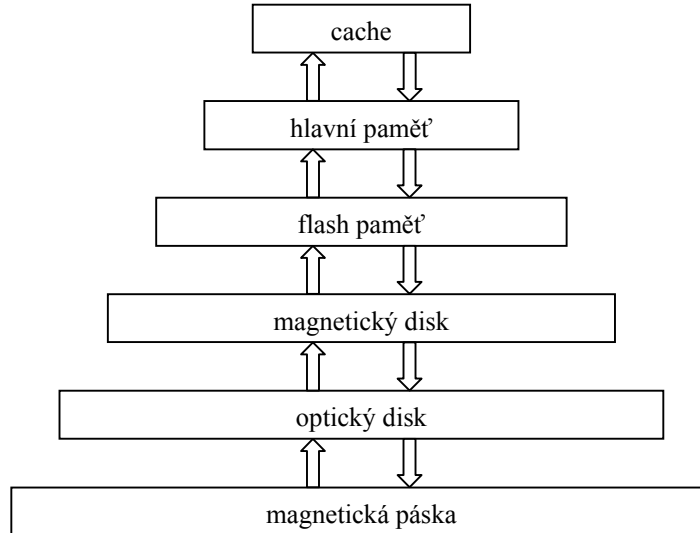 cache
hlavní paměť
flash paměť
magnetický disk
optický disk
magnetická páska